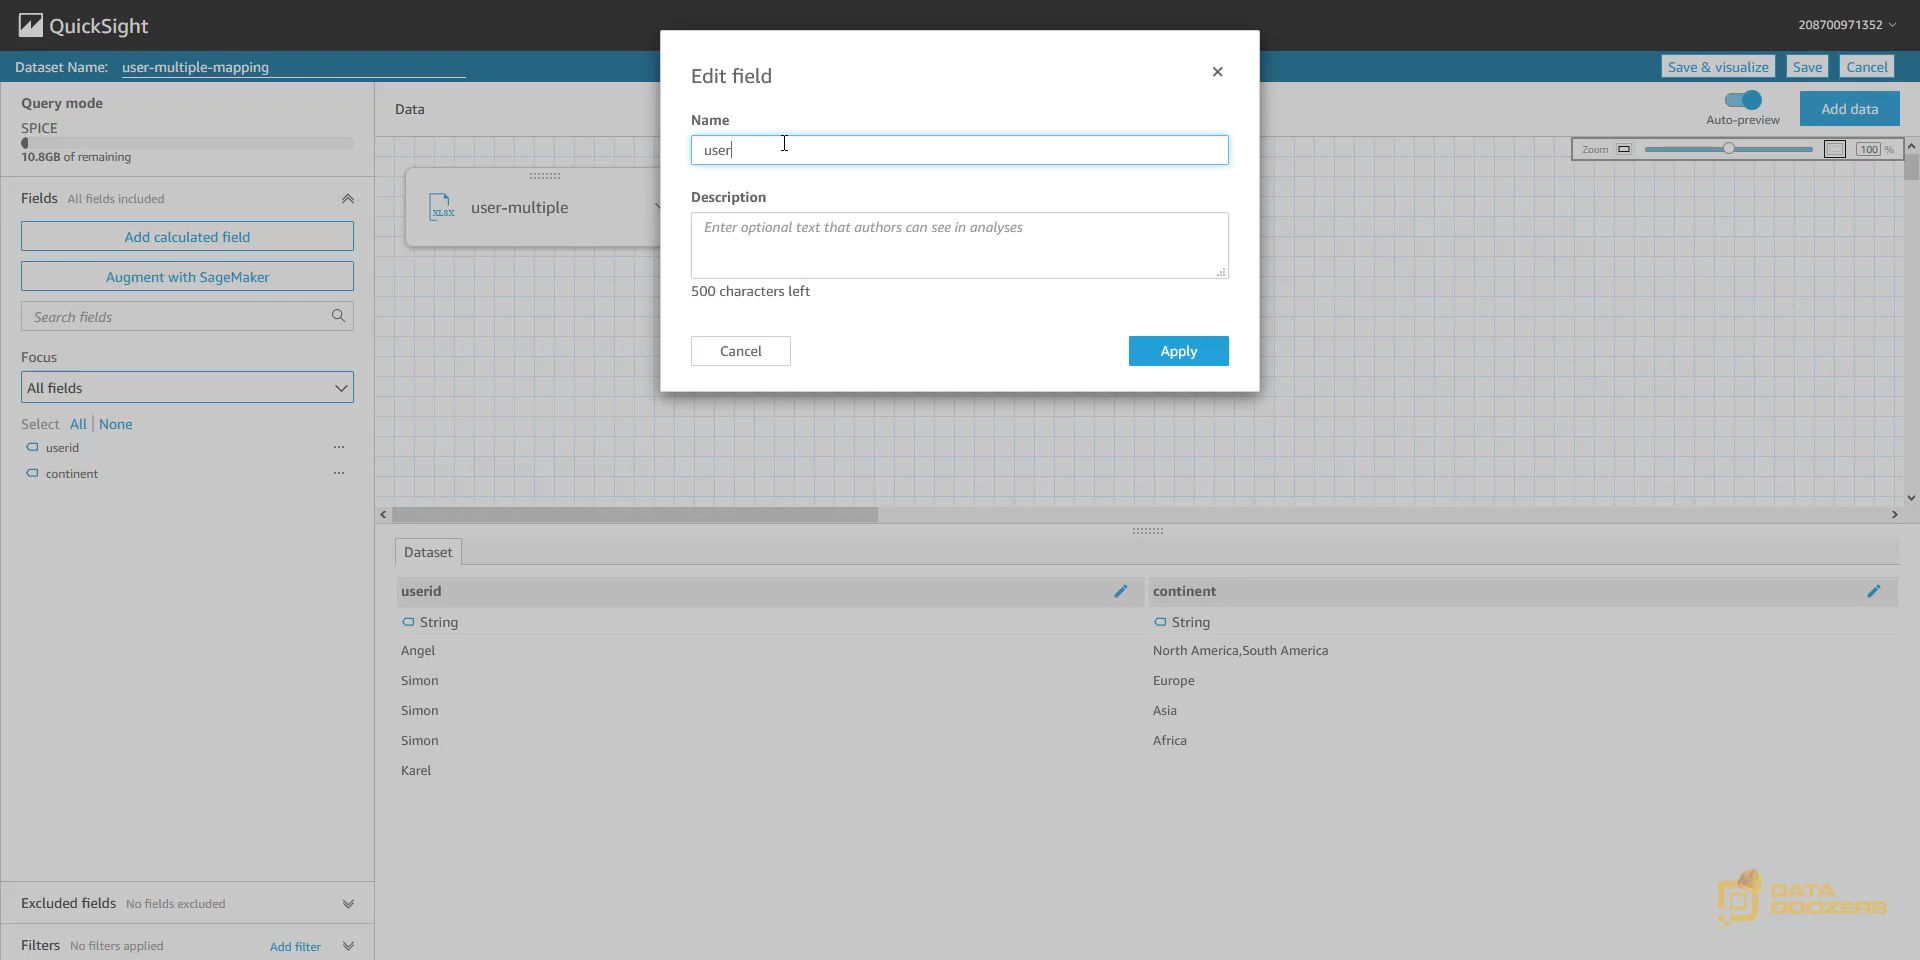 QuickSight
208700971352
Dataset Name: user-multiple-mapping
Save & visualize
Save
Cancel
Query mode
SPICE
10.8GB of remaining
Fields All fields included
Add calculated field
Augment with SageMaker
Search fields
Focus
All fields
Select All | None
userid
continent
Excluded fields No fields excluded
Filters No filters applied Add filter
Data
Auto-preview
Add data
Zoom 100 %
XLSX user-multiple
Edit field
Name
user
Description
Enter optional text that authors can see in analyses
500 characters left
Cancel
Apply
Dataset
userid continent
String String
Angel North America,South America
Simon Europe
Simon Asia
Simon Africa
Karel
DATA
DOOZERS